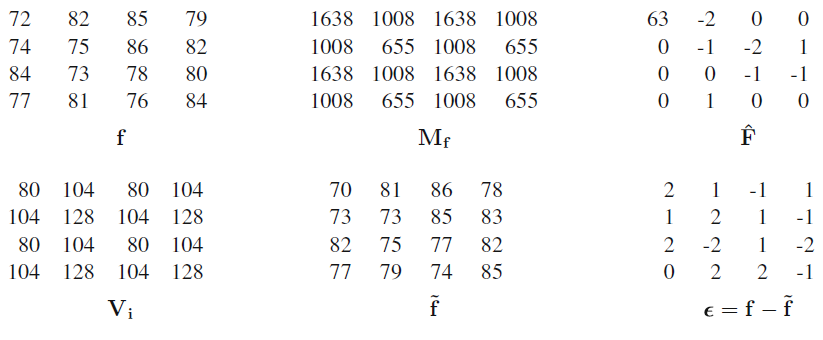 72 82 85 79 1638 1008 1638 1008 63 -2 0 0
74 75 86 82 1008 655 1008 655 0 -1 -2 1
84 73 78 80 1638 1008 1638 1008 0 0 -1 -1
77 81 76 84 1008 655 1008 655 0 1 0 0
f M_f F̂
80 104 80 104 70 81 86 78 2 1 -1 1
104 128 104 128 73 73 85 83 1 2 1 -1
80 104 80 104 82 75 77 82 2 -2 1 -2
104 128 104 128 77 79 74 85 0 2 2 -1
V_i f̃ ϵ = f − f̃